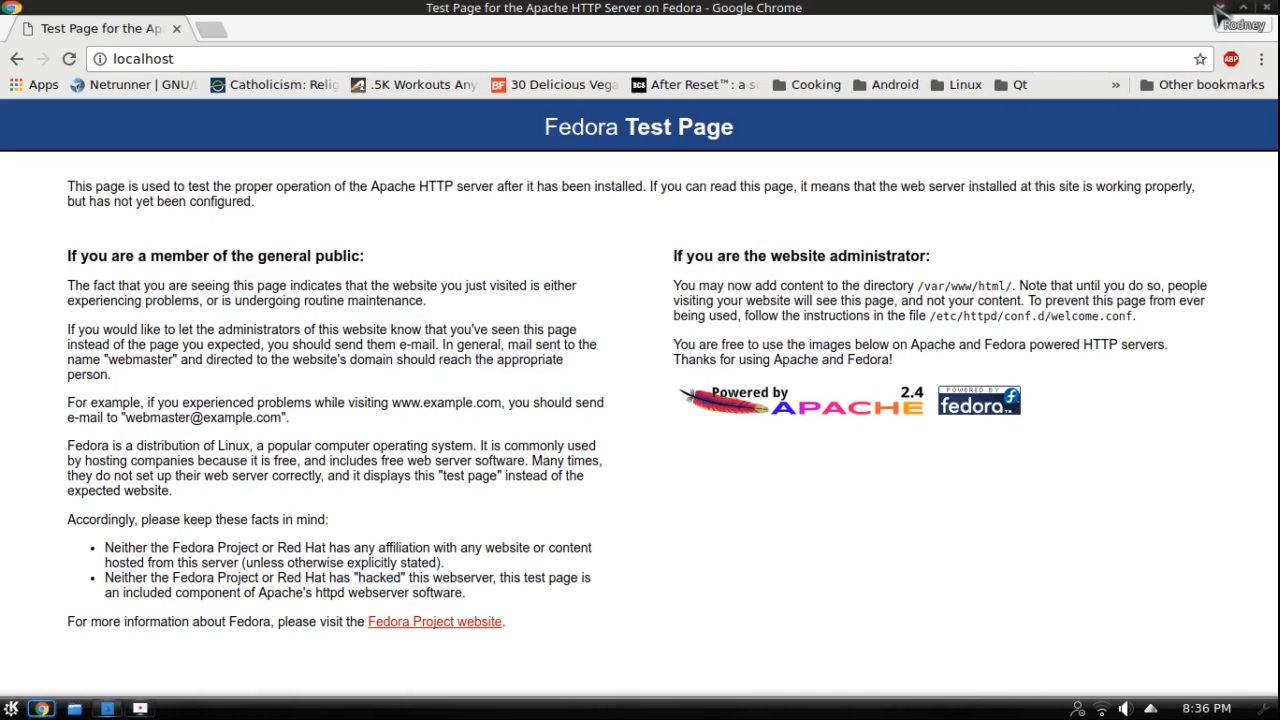 Test Page for the Apache HTTP Server on Fedora - Google Chrome
Test Page for the Ap
Rodney
localhost
ABP
Apps
Netrunner | GNU/
Catholicism: Relig
.5K Workouts Any
BF 30 Delicious Vega
BCS After Reset™: a s
Cooking
Android
Linux
Qt
»
Other bookmarks
Fedora Test Page
This page is used to test the proper operation of the Apache HTTP server after it has been installed. If you can read this page, it means that the web server installed at this site is working properly,
but has not yet been configured.
If you are a member of the general public:
The fact that you are seeing this page indicates that the website you just visited is either
experiencing problems, or is undergoing routine maintenance.
If you would like to let the administrators of this website know that you've seen this page
instead of the page you expected, you should send them e-mail. In general, mail sent to the
name "webmaster" and directed to the website's domain should reach the appropriate
person.
For example, if you experienced problems while visiting www.example.com, you should send
e-mail to "webmaster@example.com".
Fedora is a distribution of Linux, a popular computer operating system. It is commonly used
by hosting companies because it is free, and includes free web server software. Many times,
they do not set up their web server correctly, and it displays this "test page" instead of the
expected website.
Accordingly, please keep these facts in mind:
• Neither the Fedora Project or Red Hat has any affiliation with any website or content
hosted from this server (unless otherwise explicitly stated).
• Neither the Fedora Project or Red Hat has "hacked" this webserver, this test page is
an included component of Apache's httpd webserver software.
For more information about Fedora, please visit the Fedora Project website.
If you are the website administrator:
You may now add content to the directory /var/www/html/. Note that until you do so, people
visiting your website will see this page, and not your content. To prevent this page from ever
being used, follow the instructions in the file /etc/httpd/conf.d/welcome.conf.
You are free to use the images below on Apache and Fedora powered HTTP servers.
Thanks for using Apache and Fedora!
Powered by 2.4
APACHE
POWERED BY
fedora
8:36 PM